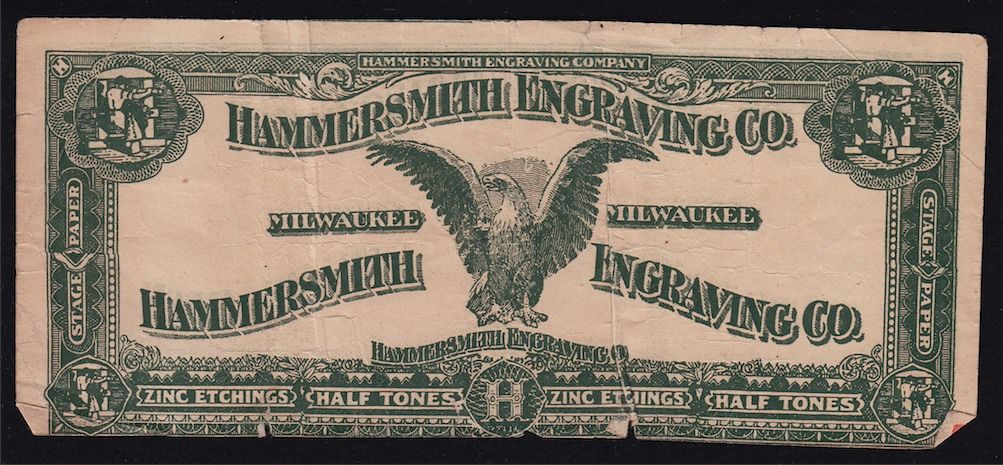 HAMMERSMITH ENGRAVING COMPANY
HAMMERSMITH ENGRAVING CO.
MILWAUKEE MILWAUKEE
HAMMERSMITH ENGRAVING CO.
HAMMERSMITH ENGRAVING CO.
STAGE PAPER
STAGE PAPER
ZINC ETCHINGS HALF TONES H ZINC ETCHINGS HALF TONES